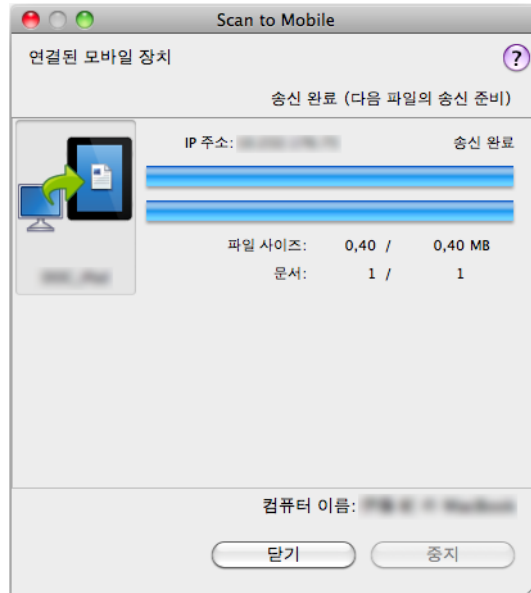 Scan to Mobile
연결된 모바일 장치
?
송신 완료 (다음 파일의 송신 준비)
IP 주소: 송신 완료
파일 사이즈: 0,40 / 0,40 MB
문서: 1 / 1
컴퓨터 이름:
닫기 중지